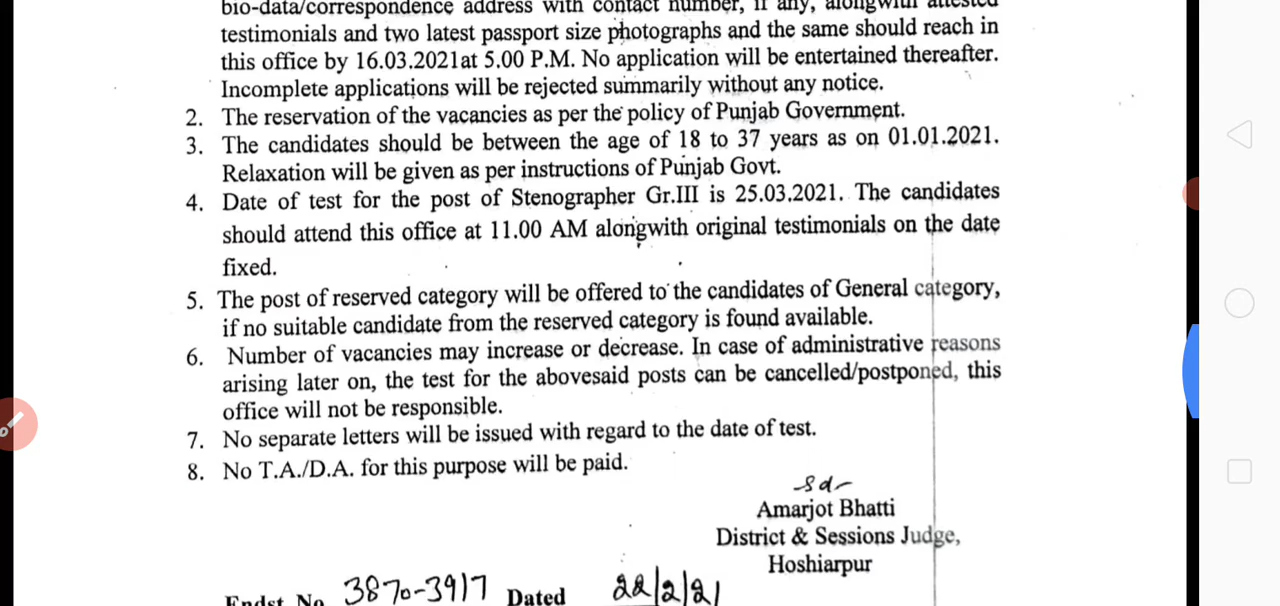 bio-data/correspondence address with contact number, if any, alongwith attested
testimonials and two latest passport size photographs and the same should reach in
this office by 16.03.2021at 5.00 P.M. No application will be entertained thereafter.
Incomplete applications will be rejected summarily without any notice.
2. The reservation of the vacancies as per the policy of Punjab Government.
3. The candidates should be between the age of 18 to 37 years as on 01.01.2021.
Relaxation will be given as per instructions of Punjab Govt.
4. Date of test for the post of Stenographer Gr.III is 25.03.2021. The candidates
should attend this office at 11.00 AM alongwith original testimonials on the date
fixed.
5. The post of reserved category will be offered to the candidates of General category,
if no suitable candidate from the reserved category is found available.
6. Number of vacancies may increase or decrease. In case of administrative reasons
arising later on, the test for the abovesaid posts can be cancelled/postponed, this
office will not be responsible.
7. No separate letters will be issued with regard to the date of test.
8. No T.A./D.A. for this purpose will be paid.
Sd-
Amarjot Bhatti
District & Sessions Judge,
Hoshiarpur
Endst No 3870-3917 Dated 22/2/21